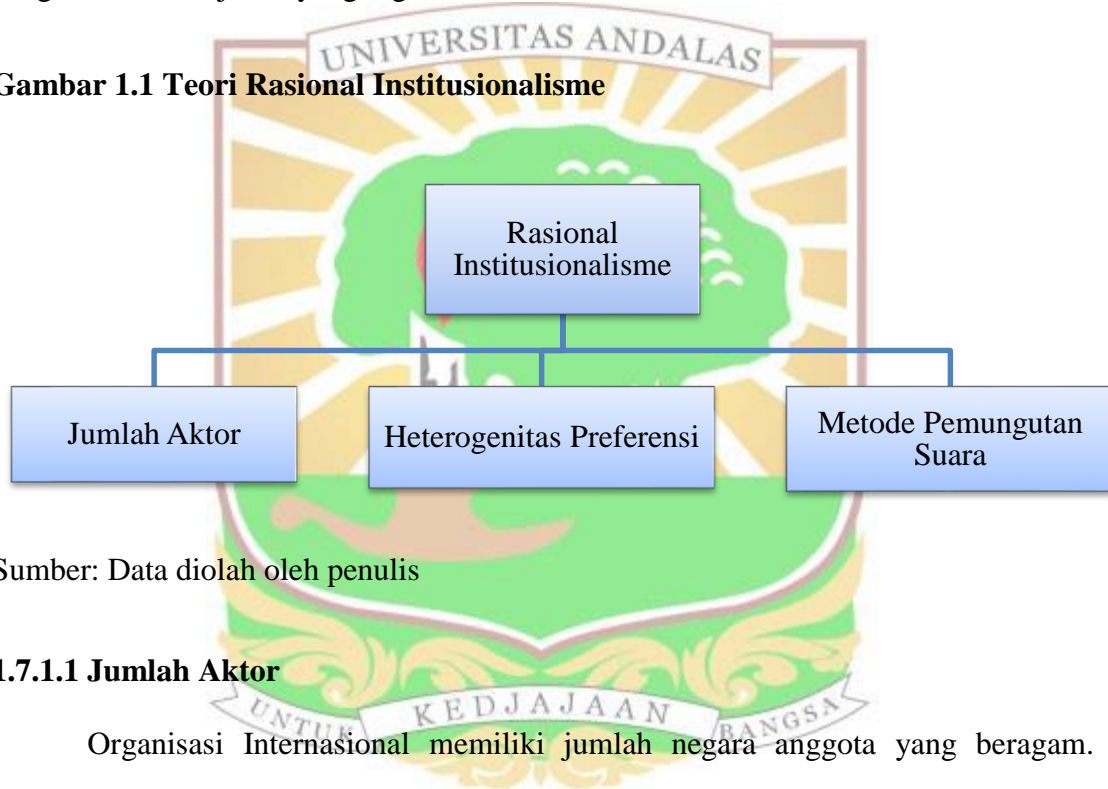 UNIVERSITAS ANDALAS
Gambar 1.1 Teori Rasional Institusionalisme
Rasional
Institusionalisme
Jumlah Aktor
Heterogenitas Preferensi
Metode Pemungutan
Suara
Sumber: Data diolah oleh penulis
1.7.1.1 Jumlah Aktor
UNTUK KEDJAJAAN BANGSA
Organisasi Internasional memiliki jumlah negara anggota yang beragam.